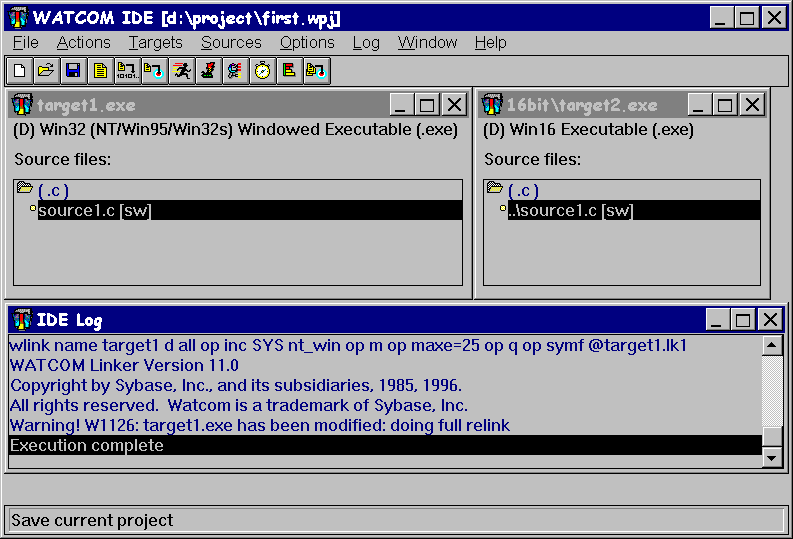 WATCOM IDE [d:\project\first.wpj]
File Actions Targets Sources Options Log Window Help
target1.exe
(D) Win32 (NT/Win95/Win32s) Windowed Executable (.exe)
Source files:
( .c )
source1.c [sw]
16bit\target2.exe
(D) Win16 Executable (.exe)
Source files:
( .c )
..\source1.c [sw]
IDE Log
wlink name target1 d all op inc SYS nt_win op m op maxe=25 op q op symf @target1.lk1
WATCOM Linker Version 11.0
Copyright by Sybase, Inc., and its subsidiaries, 1985, 1996.
All rights reserved.  Watcom is a trademark of Sybase, Inc.
Warning! W1126: target1.exe has been modified: doing full relink
Execution complete
Save current project